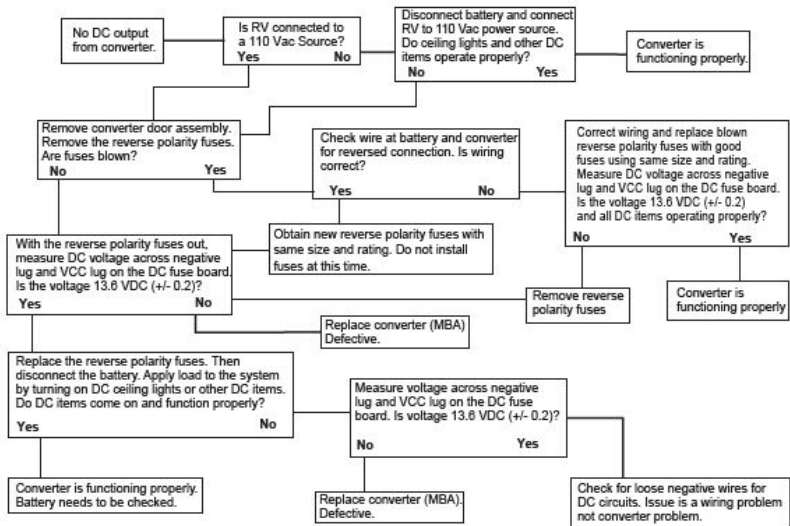 No DC output
from converter.
Is RV connected to
a 110 Vac Source?
Yes No
Disconnect battery and connect
RV to 110 Vac power source.
Do ceiling lights and other DC
items operate properly?
No Yes
Converter is
functioning properly.
Remove converter door assembly.
Remove the reverse polarity fuses.
Are fuses blown?
No Yes
Check wire at battery and converter
for reversed connection. Is wiring
correct?
Yes No
Correct wiring and replace blown
reverse polarity fuses with good
fuses using same size and rating.
Measure DC voltage across negative
lug and VCC lug on the DC fuse board.
Is the voltage 13.6 VDC (+/- 0.2)
and all DC items operating properly?
No Yes
With the reverse polarity fuses out,
measure DC voltage across negative
lug and VCC lug on the DC fuse board.
Is the voltage 13.6 VDC (+/- 0.2)?
Yes No
Obtain new reverse polarity fuses with
same size and rating. Do not install
fuses at this time.
Remove reverse
polarity fuses
Converter is
functioning properly
Replace converter (MBA)
Defective.
Replace the reverse polarity fuses. Then
disconnect the battery. Apply load to the system
by turning on DC ceiling lights or other DC items.
Do DC items come on and function properly?
Yes No
Measure voltage across negative
lug and VCC lug on the DC fuse
board. Is voltage 13.6 VDC (+/- 0.2)?
No Yes
Converter is functioning properly.
Battery needs to be checked.
Replace converter (MBA).
Defective.
Check for loose negative wires for
DC circuits. Issue is a wiring problem
not converter problem.